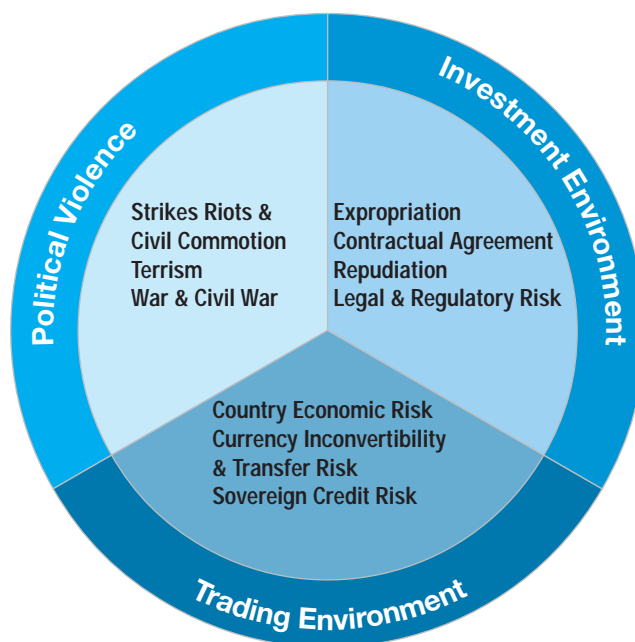 Political Violence
Strikes Riots &
Civil Commotion
Terrism
War & Civil War
Investment Environment
Expropriation
Contractual Agreement
Repudiation
Legal & Regulatory Risk
Country Economic Risk
Currency Inconvertibility
& Transfer Risk
Sovereign Credit Risk
Trading Environment